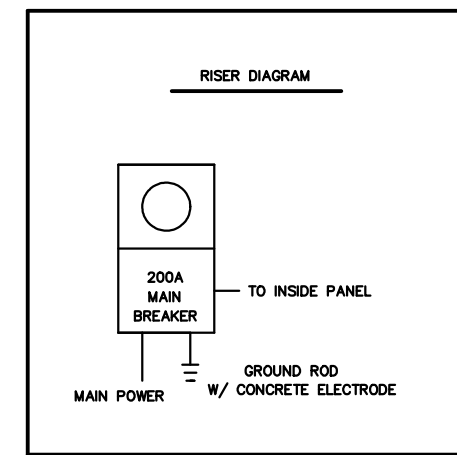 RISER DIAGRAM
200A
MAIN
BREAKER
TO INSIDE PANEL
GROUND ROD
W/ CONCRETE ELECTRODE
MAIN POWER